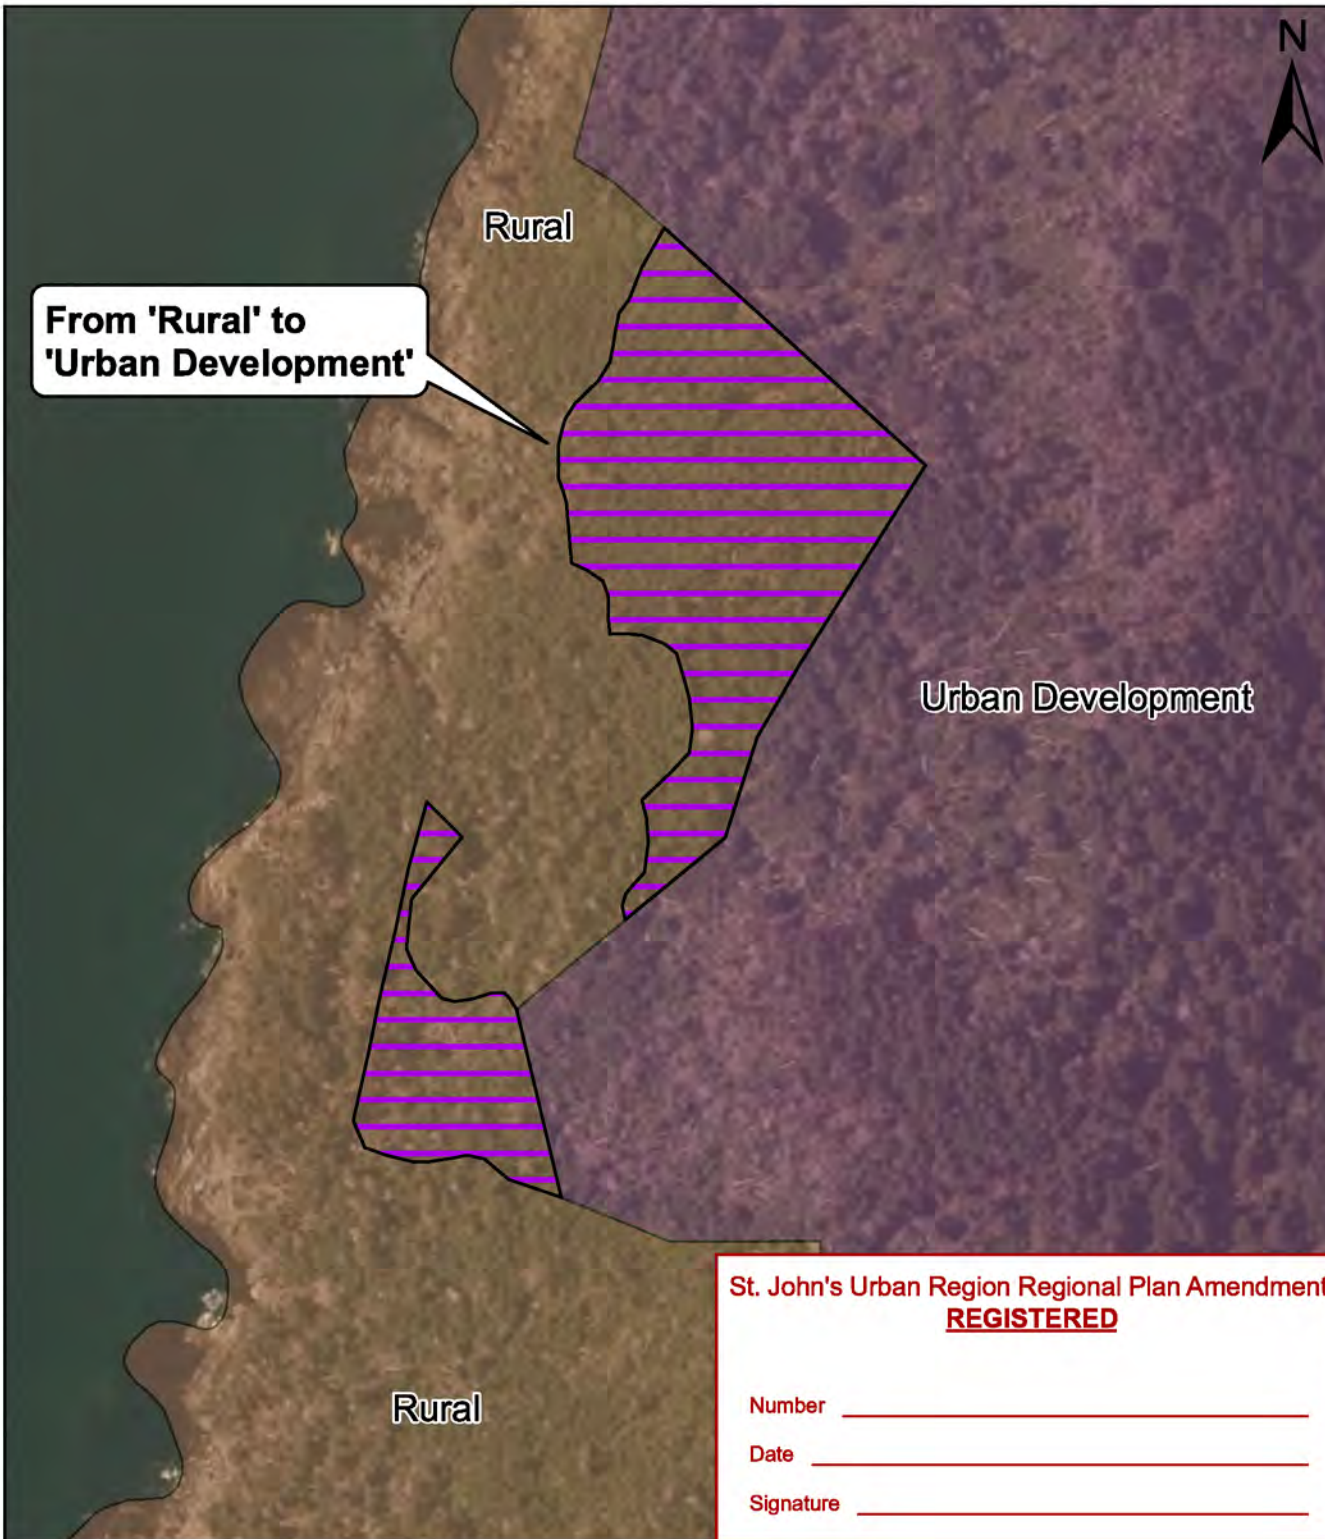 N
Rural
From 'Rural' to
'Urban Development'
Urban Development
St. John's Urban Region Regional Plan Amendment
REGISTERED
Number
Date
Signature
Rural